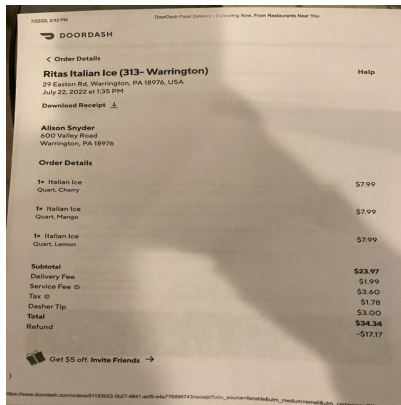 7/22/22, 2:43 PM DoorDash Food Delivery - Delivering Now, From Restaurants Near You
DOORDASH
< Order Details
Ritas Italian Ice (313- Warrington) Help
29 Easton Rd, Warrington, PA 18976, USA
July 22, 2022 at 1:35 PM
Download Receipt
Alison Snyder
600 Valley Road
Warrington, PA 18976
Order Details
1× Italian Ice $7.99
Quart, Cherry
1× Italian Ice $7.99
Quart, Mango
1× Italian Ice $7.99
Quart, Lemon
Subtotal $23.97
Delivery Fee $1.99
Service Fee $3.60
Tax $1.78
Dasher Tip $3.00
Total $34.34
Refund -$17.17
Get $5 off. Invite Friends →